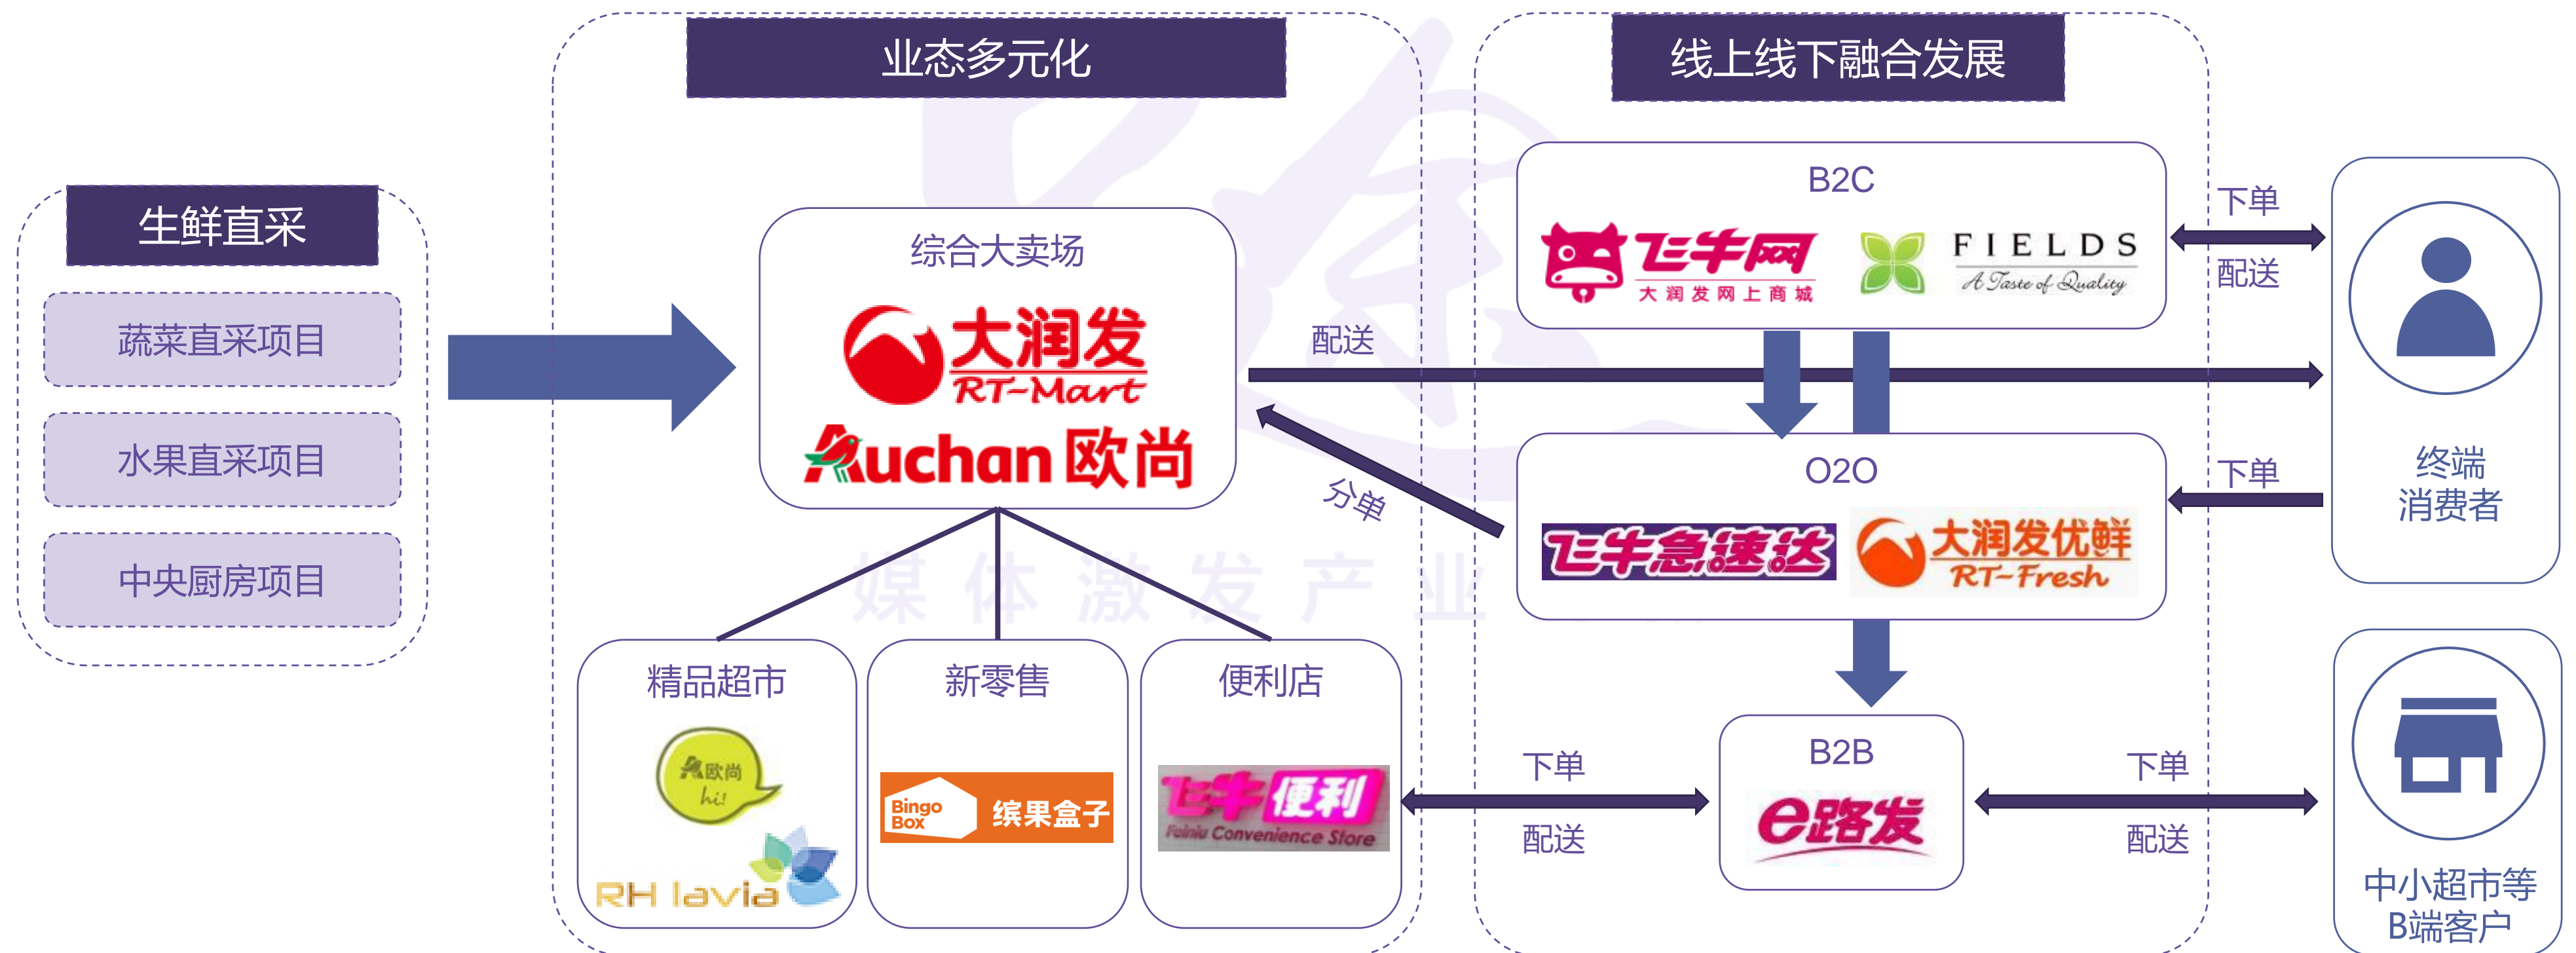 生鲜直采
蔬菜直采项目
水果直采项目
中央厨房项目
业态多元化
综合大卖场
大润发
RT-Mart
Auchan 欧尚
精品超市
欧尚
hi!
RH lavia
新零售
Bingo
Box
缤果盒子
便利店
飞牛便利
Feiniu Convenience Store
配送
分单
线上线下融合发展
B2C
飞牛网
大润发网上商城
FIELDS
A Taste of Quality
O2O
飞牛急速达
大润发优鲜
RT-Fresh
B2B
e路发
下单
配送
下单
配送
下单
配送
下单
终端
消费者
中小超市等
B端客户
媒体激发产业